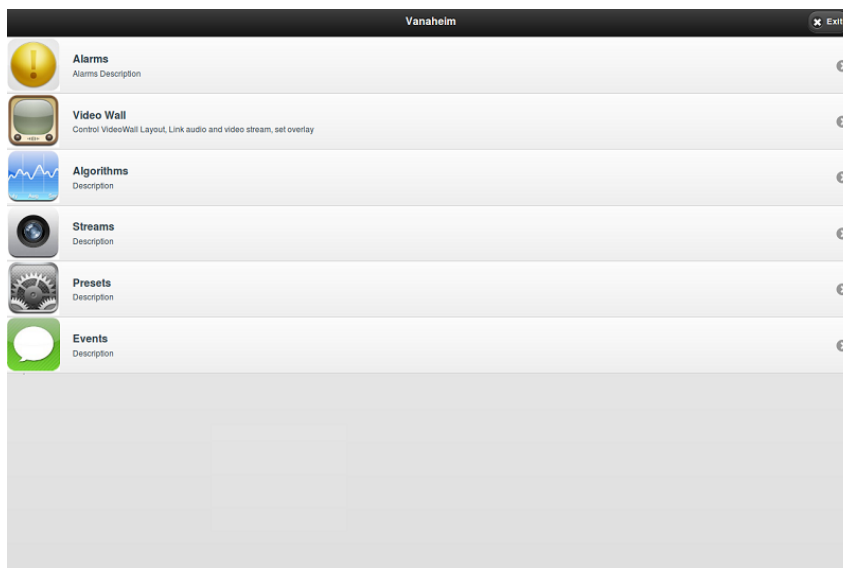 Vanaheim
Exit
Alarms
Alarms Description
Video Wall
Control VideoWall Layout, Link audio and video stream, set overlay
Algorithms
Description
Streams
Description
Presets
Description
Events
Description